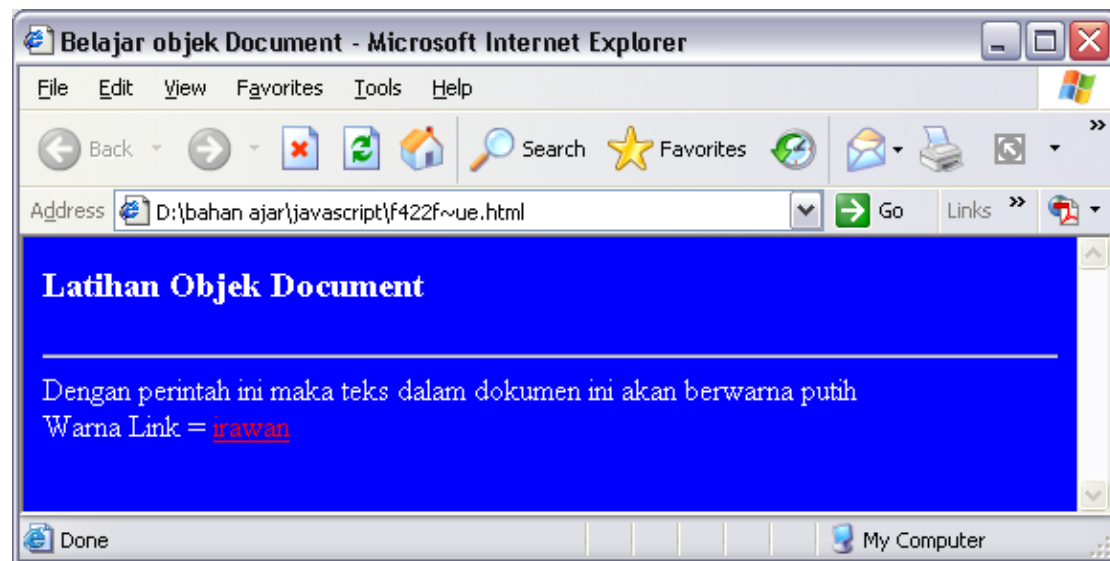 Belajar objek Document - Microsoft Internet Explorer
File Edit View Favorites Tools Help
Back Search Favorites »
Address D:\bahan ajar\javascript\f422f~ue.html Go Links »
Latihan Objek Document
Dengan perintah ini maka teks dalam dokumen ini akan berwarna putih
Warna Link = irawan
Done My Computer